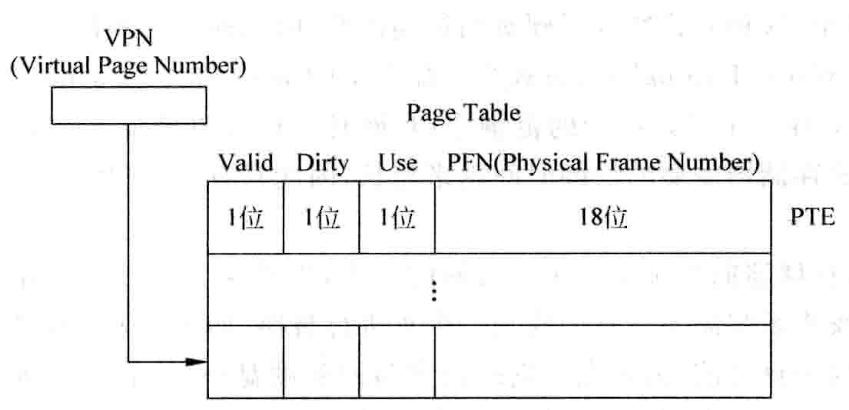 VPN
(Virtual Page Number)
Page Table
Valid Dirty Use PFN(Physical Frame Number)
1位 1位 1位 18位 PTE
⋮